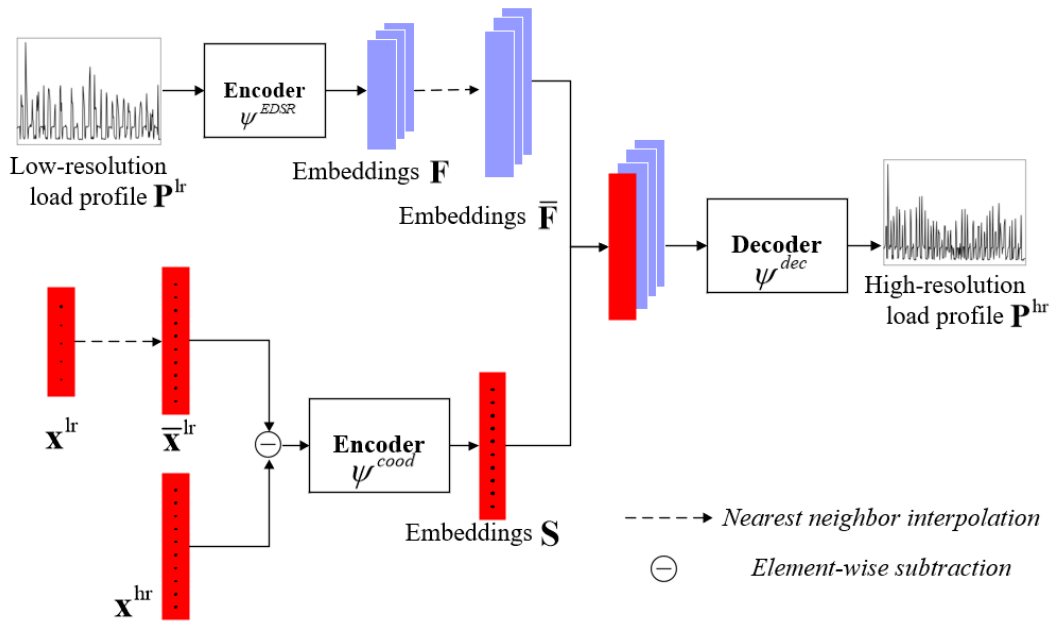 Encoder
ψ^EDSR
Low-resolution
load profile P^lr
Embeddings F
Embeddings F̄
Decoder
ψ^dec
High-resolution
load profile P^hr
x^lr
x̄^lr
Encoder
ψ^cood
Embeddings S
x^hr
Nearest neighbor interpolation
Element-wise subtraction